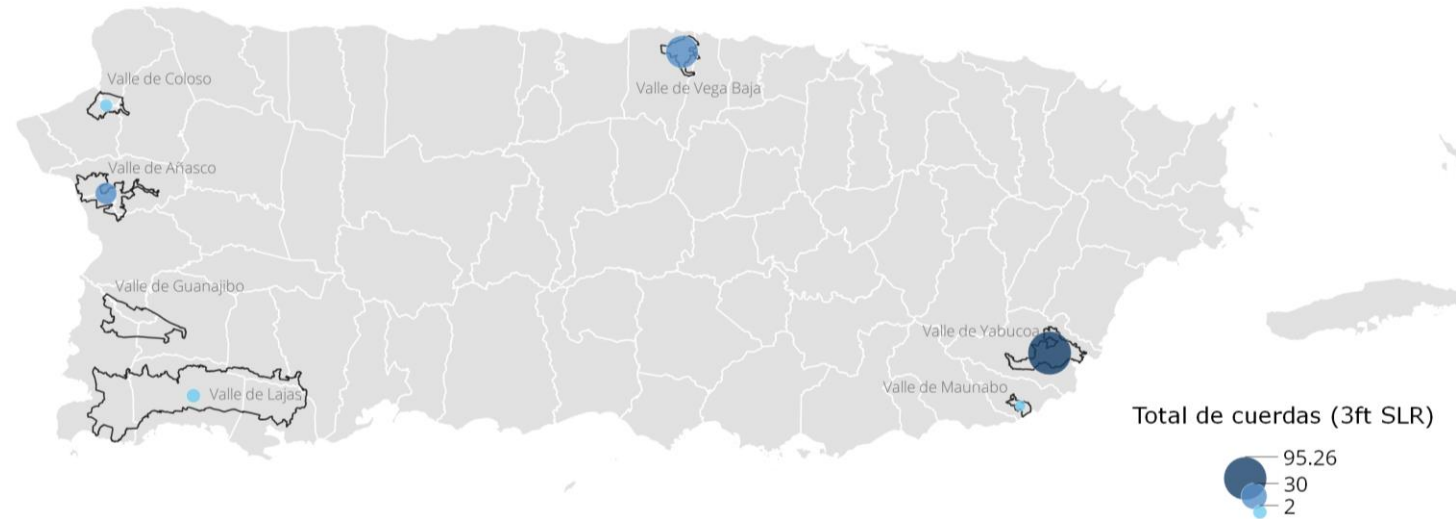 Valle de Coloso
Valle de Vega Baja
Valle de Añasco
Valle de Guanajibo
Valle de Yabucoa
Valle de Lajas
Valle de Maunabo
Total de cuerdas (3ft SLR)
95.26
30
2